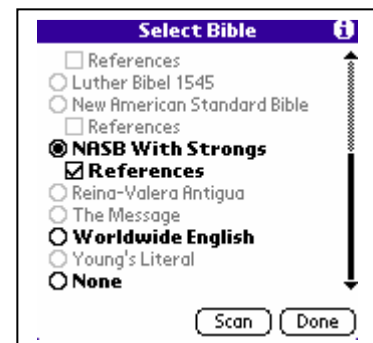 Select Bible i
References
Luther Bibel 1545
New American Standard Bible
References
NASB With Strongs
References
Reina-Valera Antigua
The Message
Worldwide English
Young's Literal
None
Scan Done